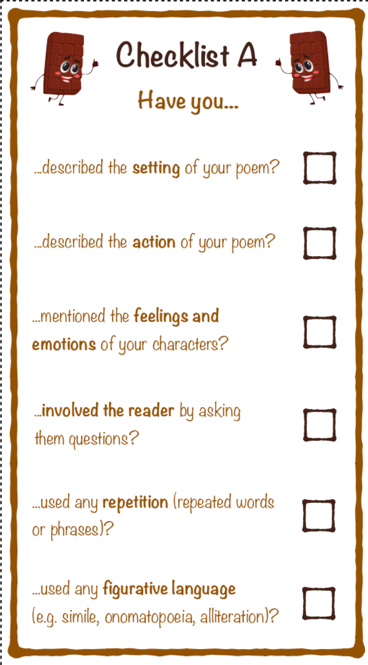 Checklist A
Have you...
...described the setting of your poem?
...described the action of your poem?
...mentioned the feelings and
emotions of your characters?
...involved the reader by asking
them questions?
...used any repetition (repeated words
or phrases)?
...used any figurative language
(e.g. simile, onomatopoeia, alliteration)?